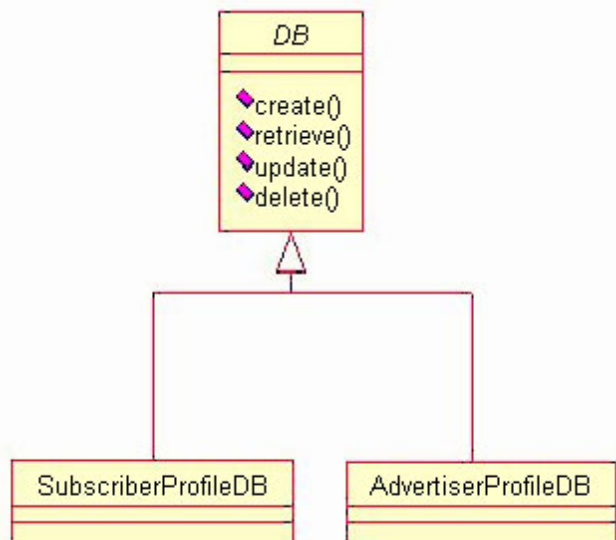 DB
create()
retrieve()
update()
delete()
SubscriberProfileDB
AdvertiserProfileDB